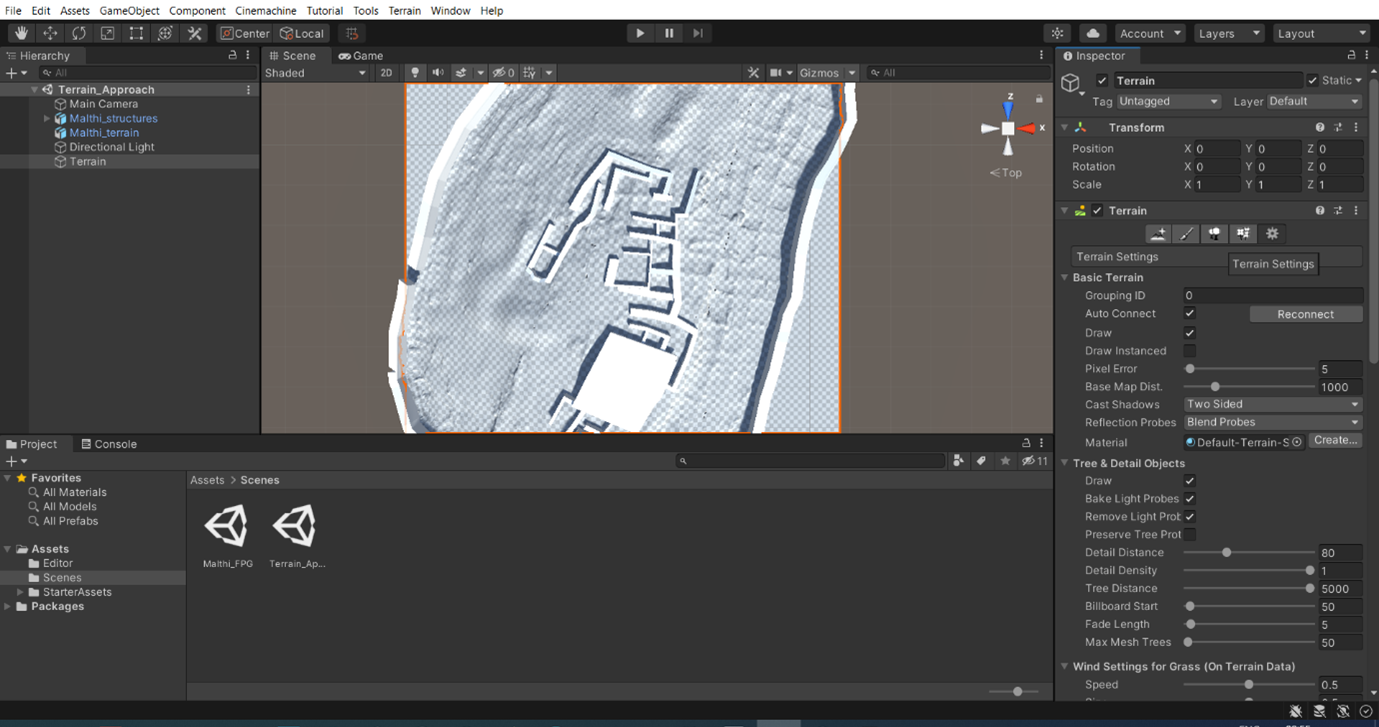 File Edit Assets GameObject Component Cinemachine Tutorial Tools Terrain Window Help
Center Local Account Layers Layout
Hierarchy
All
Terrain_Approach
Main Camera
Malthi_structures
Malthi_terrain
Directional Light
Terrain
Scene Game
Shaded 2D 0 Gizmos All
z
x
Top
Inspector
Terrain Static
Tag Untagged Layer Default
Transform
Position X 0 Y 0 Z 0
Rotation X 0 Y 0 Z 0
Scale X 1 Y 1 Z 1
Terrain
Terrain Settings
Terrain Settings
Basic Terrain
Grouping ID 0
Auto Connect Reconnect
Draw
Draw Instanced
Pixel Error 5
Base Map Dist. 1000
Cast Shadows Two Sided
Reflection Probes Blend Probes
Material Default-Terrain-S Create...
Tree & Detail Objects
Draw
Bake Light Probes
Remove Light Prob
Preserve Tree Prot
Detail Distance 80
Detail Density 1
Tree Distance 5000
Billboard Start 50
Fade Length 5
Max Mesh Trees 50
Wind Settings for Grass (On Terrain Data)
Speed 0.5
Project Console
11
Favorites
All Materials
All Models
All Prefabs
Assets
Editor
Scenes
StarterAssets
Packages
Assets > Scenes
Malthi_FPG Terrain_Ap...